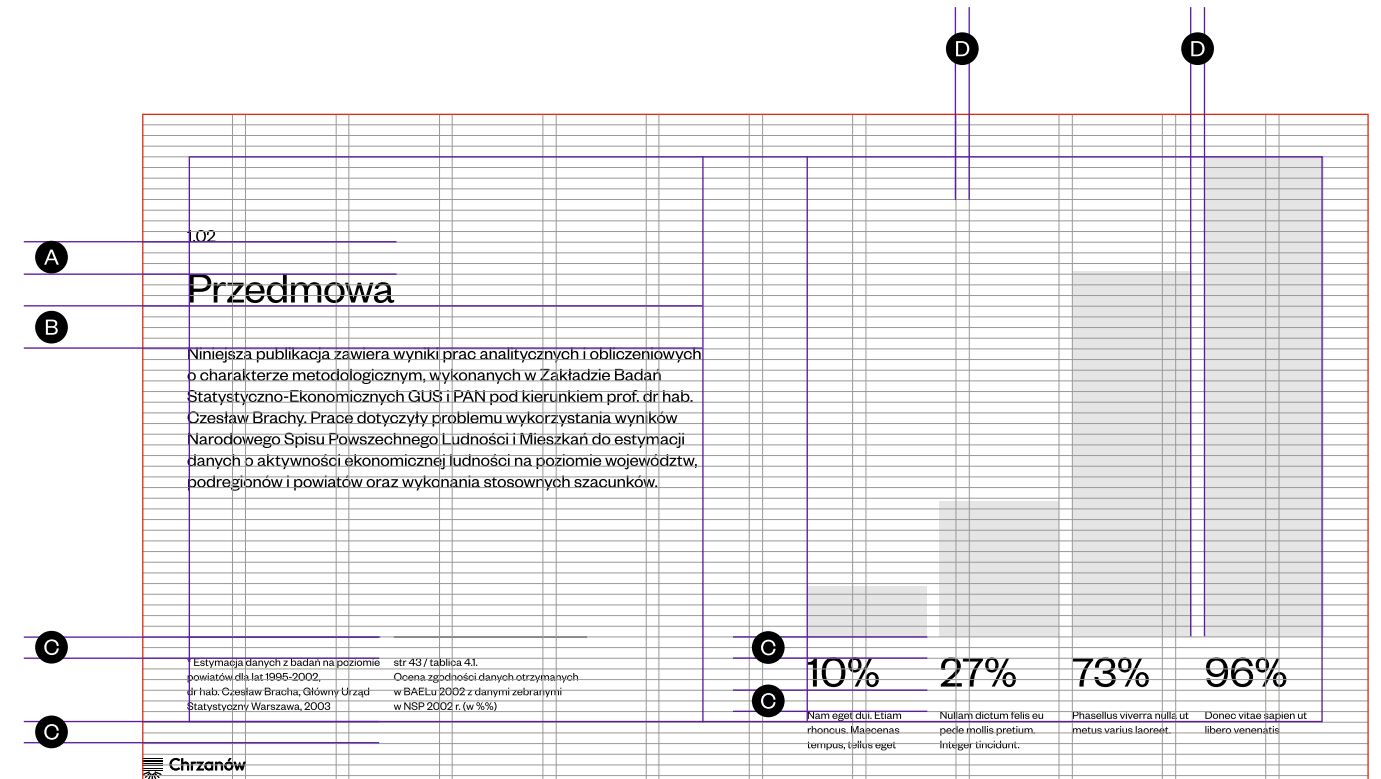 D
D
1.02
A
Przedmowa
B
Niniejsza publikacja zawiera wyniki prac analitycznych i obliczeniowych
o charakterze metodologicznym, wykonanych w Zakładzie Badań
Statystyczno-Ekonomicznych GUS i PAN pod kierunkiem prof. dr hab.
Czesław Brachy. Prace dotyczyły problemu wykorzystania wyników
Narodowego Spisu Powszechnego Ludności i Mieszkań do estymacji
danych o aktywności ekonomicznej ludności na poziomie województw,
podregionów i powiatów oraz wykonania stosownych szacunków.
C
* Estymacja danych z badań na poziomie
powiatów dla lat 1995-2002,
dr hab. Czesław Bracha, Główny Urząd
Statystyczny Warszawa, 2003
str 43 / tablica 4.1.
Ocena zgodności danych otrzymanych
w BAELu 2002 z danymi zebranymi
w NSP 2002 r. (w %%)
C
C
10%
27%
73%
96%
C
Nam eget dui. Etiam
rhoncus. Maecenas
tempus, tellus eget
Nullam dictum felis eu
pede mollis pretium.
Integer tincidunt.
Phasellus viverra nulla ut
metus varius laoreet.
Donec vitae sapien ut
libero venenatis
Chrzanów